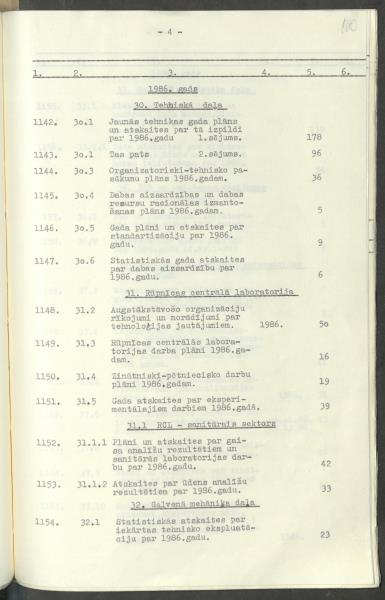 - 4 -
100
1. 2. 3. 4. 5. 6.
1986. gads
30. Tehniskā daļa
1142. 30.1 Jaunās tehnikas gada plāns
un atskaites par tā izpildi
par 1986.gadu 1.sējums. 178
1143. 30.1 Tas pats 2.sējums. 96
1144. 30.3 Organizatoriski-tehnisko pa-
sākumu plāns 1986.gadam. 36
1145. 30.4 Dabas aizsardzības un dabas
resursu racionālas izmanto-
šanas plāns 1986.gadam. 5
1146. 30.5 Gada plāni un atskaites par
standartizāciju par 1986.
gadu. 9
1147. 30.6 Statistiskās gada atskaites
par dabas aizsardzību par
1986.gadu. 6
31. Rūpnīcas centrālā laboratorija
1148. 31.2 Augstākstāvošo organizāciju
rīkojumi un norādījumi par
tehnoloģijas jautājumiem. 1986. 50
1149. 31.3 Rūpnīcas centrālās labora-
torijas darba plāni 1986.ga-
dam. 16
1150. 31.4 Zinātniski-pētniecisko darbu
plāni 1986.gadam. 19
1151. 31.5 Gada atskaites par eksperi-
mentālajiem darbiem 1986.gadā. 39
31.1 RCL - sanitārais sektors
1152. 31.1.1 Plāni un atskaites par gai-
sa analīžu rezultātiem un
sanitārās laboratorijas dar-
bu par 1986.gadu. 42
1153. 31.1.2 Atskaites par ūdens analīžu
rezultātiem par 1986.gadu. 33
32. Galvenā mehāniķa daļa
1154. 32.1 Statistiskās atskaites par
iekārtas tehnisko ekspluatā-
ciju par 1986.gadu. 23